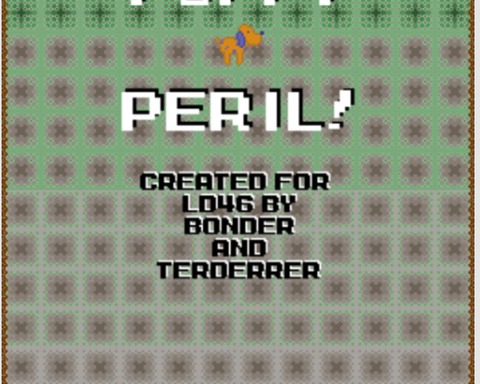 PERIL!
CREATED FOR
LD46 BY
BONDER
AND
TERDERRER